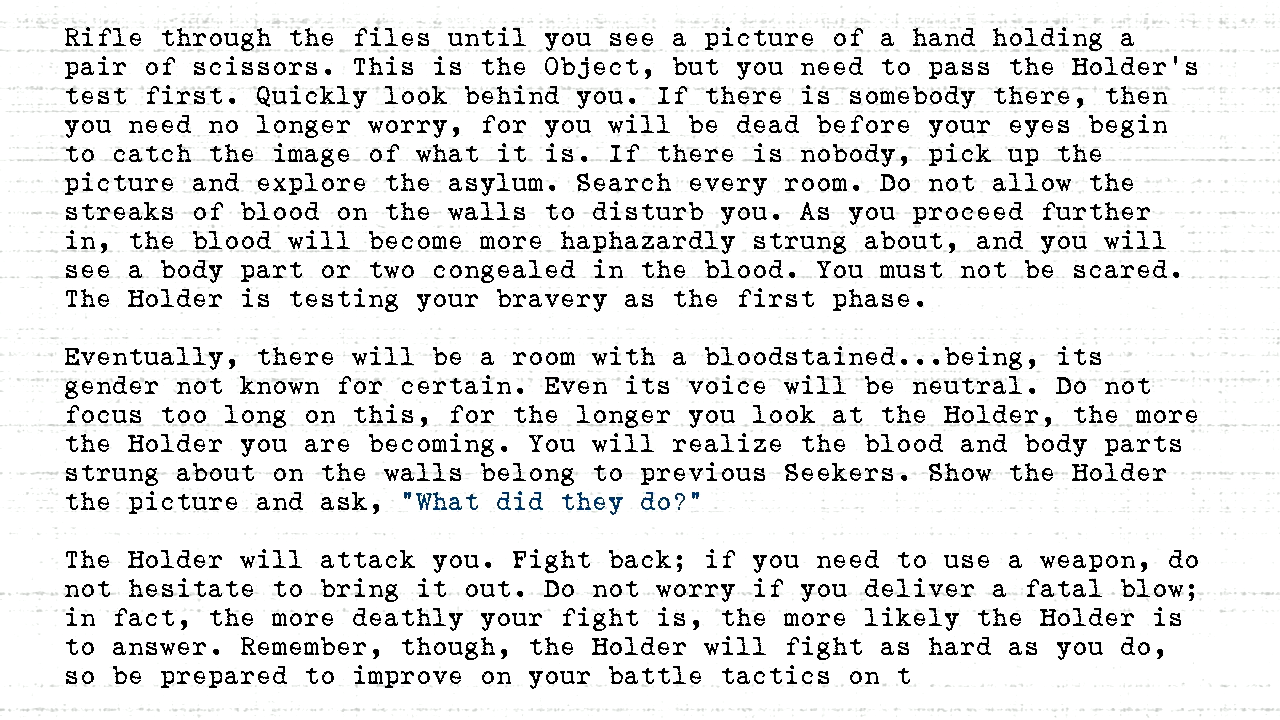 Rifle through the files until you see a picture of a hand holding a
pair of scissors. This is the Object, but you need to pass the Holder's
test first. Quickly look behind you. If there is somebody there, then
you need no longer worry, for you will be dead before your eyes begin
to catch the image of what it is. If there is nobody, pick up the
picture and explore the asylum. Search every room. Do not allow the
streaks of blood on the walls to disturb you. As you proceed further
in, the blood will become more haphazardly strung about, and you will
see a body part or two congealed in the blood. You must not be scared.
The Holder is testing your bravery as the first phase.
Eventually, there will be a room with a bloodstained...being, its
gender not known for certain. Even its voice will be neutral. Do not
focus too long on this, for the longer you look at the Holder, the more
the Holder you are becoming. You will realize the blood and body parts
strung about on the walls belong to previous Seekers. Show the Holder
the picture and ask, "What did they do?"
The Holder will attack you. Fight back; if you need to use a weapon, do
not hesitate to bring it out. Do not worry if you deliver a fatal blow;
in fact, the more deathly your fight is, the more likely the Holder is
to answer. Remember, though, the Holder will fight as hard as you do,
so be prepared to improve on your battle tactics on t